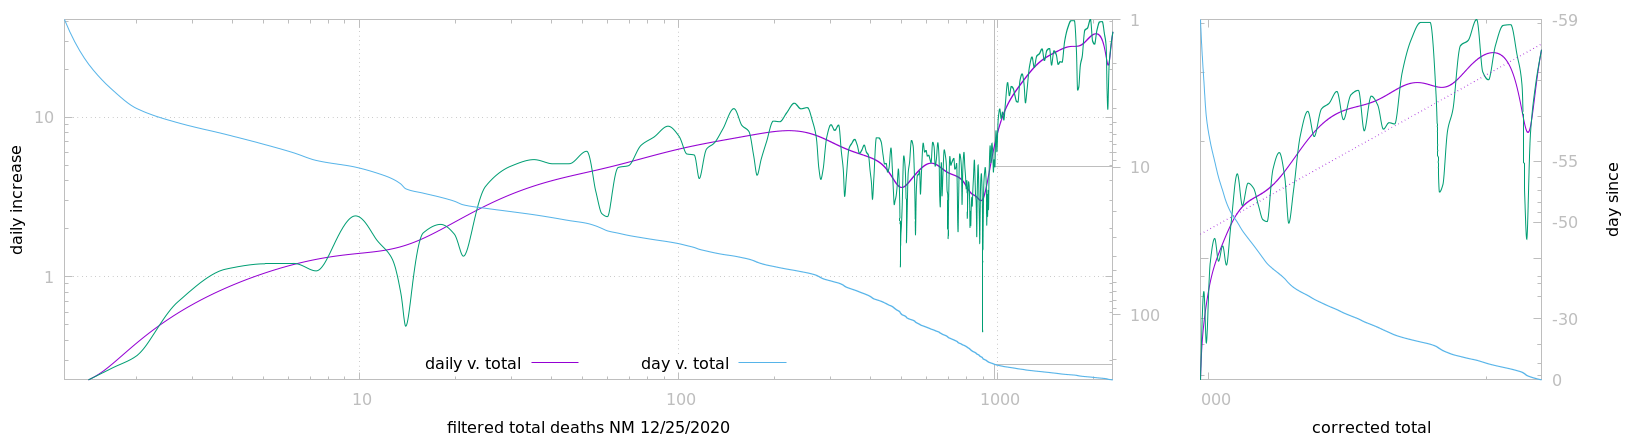 1
-59
10
10
-55
daily increase
-50
day since
1
100
-30
daily v. total
day v. total
0
10
100
1000
000
filtered total deaths NM 12/25/2020
corrected total